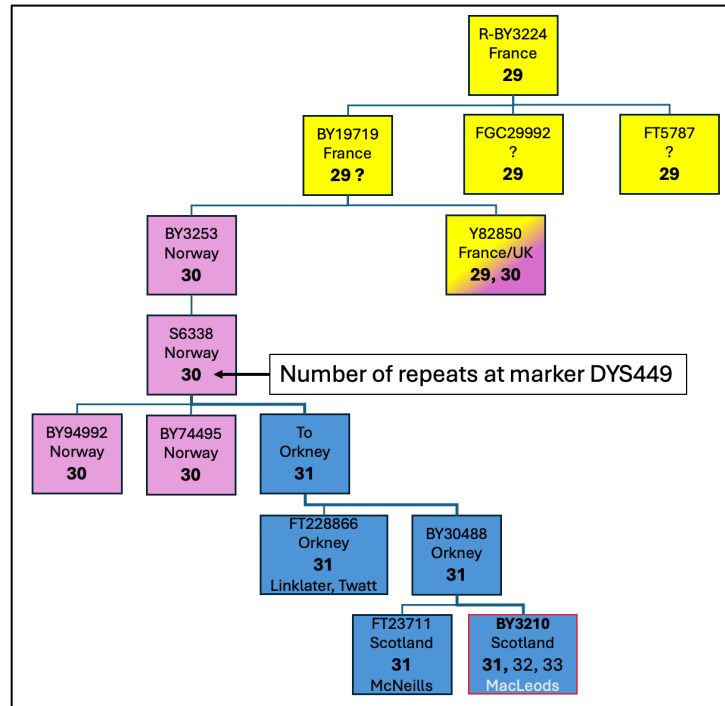 R-BY3224
France
29
BY19719
France
29 ?
FGC29992
?
29
FT5787
?
29
BY3253
Norway
30
Y82850
France/UK
29, 30
S6338
Norway
30
Number of repeats at marker DYS449
BY94992
Norway
30
BY74495
Norway
30
To
Orkney
31
FT228866
Orkney
31
Linklater, Twatt
BY30488
Orkney
31
FT23711
Scotland
31
McNeills
BY3210
Scotland
31, 32, 33
MacLeods